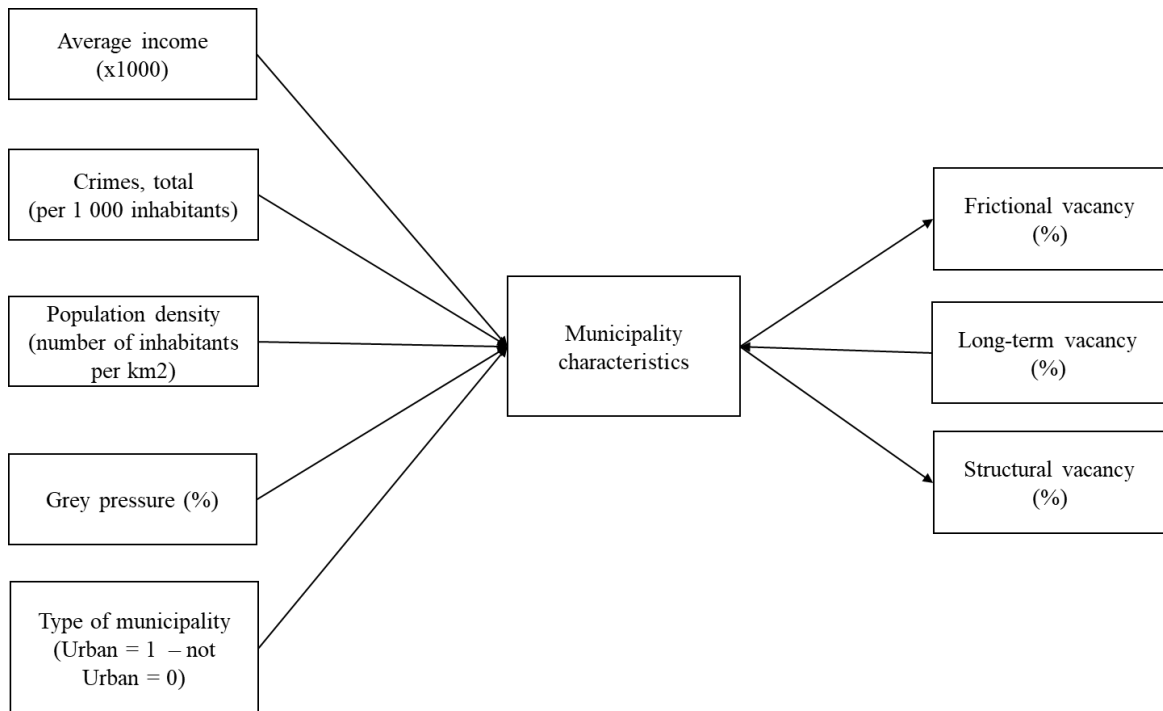 Average income
(x1000)
Crimes, total
(per 1 000 inhabitants)
Population density
(number of inhabitants
per km2)
Grey pressure (%)
Type of municipality
(Urban = 1 – not
Urban = 0)
Municipality
characteristics
Frictional vacancy
(%)
Long-term vacancy
(%)
Structural vacancy
(%)